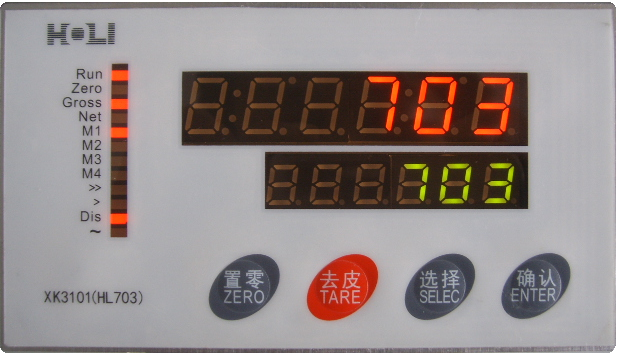 HOLI
Run
Zero
Gross
Net
M1
M2
M3
M4
>>
>
Dis
~
703
703
置零
ZERO
去皮
TARE
选择
SELEC
确认
ENTER
XK3101(HL703)